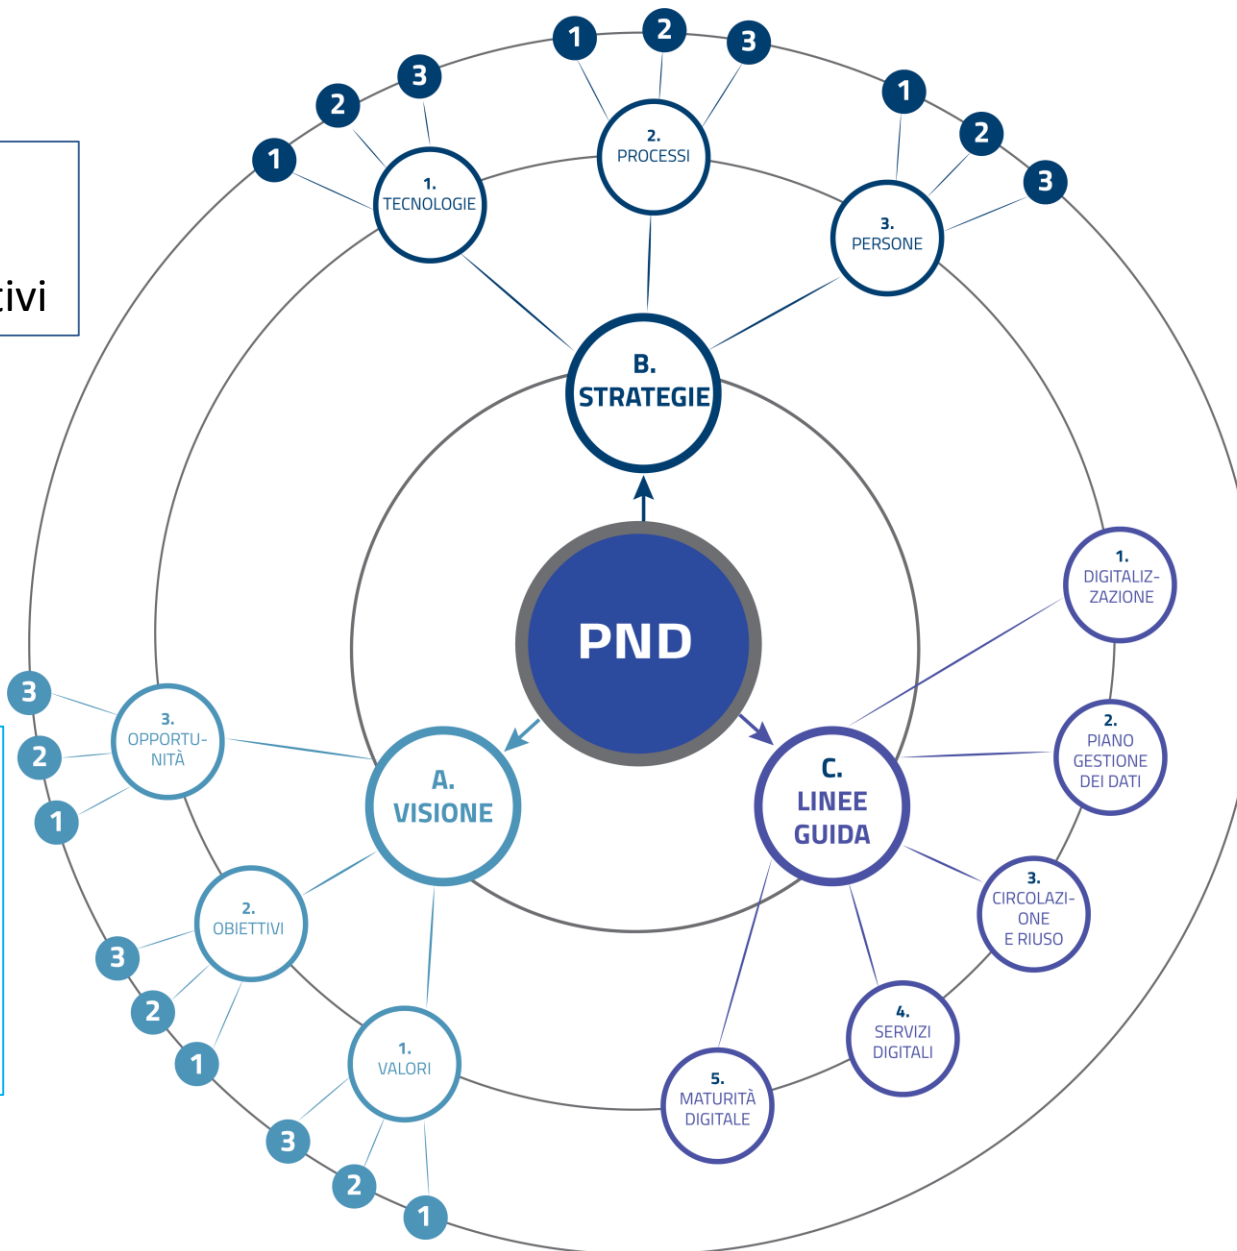 1
2
3
1
2
3
1
2
3
1.
TECNOLOGIE
2.
PROCESSI
3.
PERSONE
tivi
B.
STRATEGIE
PND
1.
DIGITALIZ-
ZAZIONE
2.
PIANO
GESTIONE
DEI DATI
3.
CIRCOLAZI-
ONE
E RIUSO
4.
SERVIZI
DIGITALI
5.
MATURITÀ
DIGITALE
C.
LINEE
GUIDA
A.
VISIONE
3.
OPPORTU-
NITÀ
3
2
1
2.
OBIETTIVI
3
2
1
1.
VALORI
3
2
1